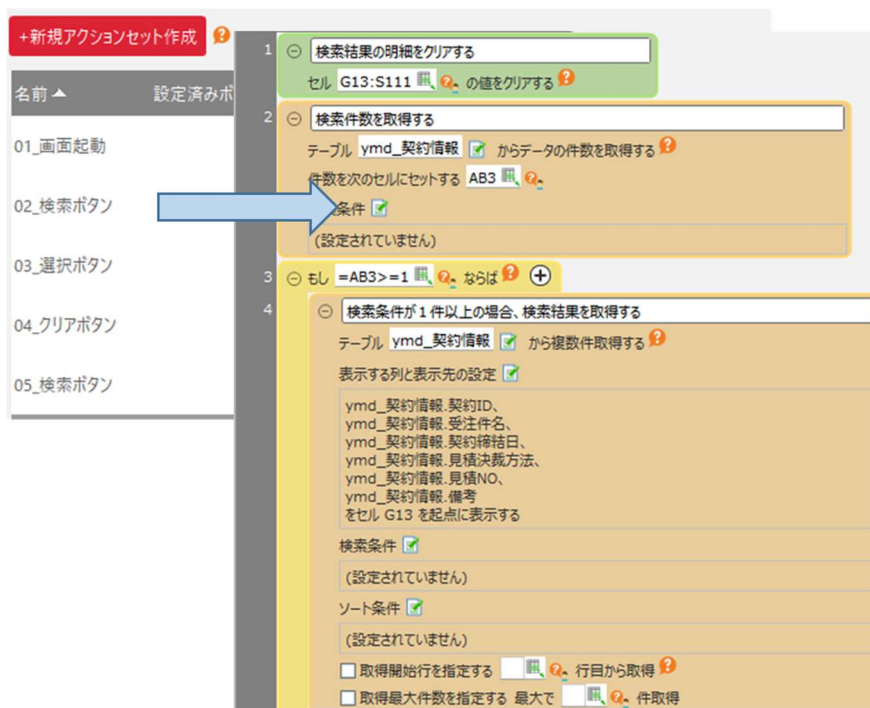 +新規アクションセット作成
名前▲ 設定済みボ
01_画面起動
02_検索ボタン
03_選択ボタン
04_クリアボタン
05_検索ボタン
1 検索結果の明細をクリアする
セル G13:S111 の値をクリアする
2 検索件数を取得する
テーブル ymd_契約情報 からデータの件数を取得する
件数を次のセルにセットする AB3
条件
(設定されていません)
3 もし =AB3>=1 ならば
4 検索条件が1件以上の場合、検索結果を取得する
テーブル ymd_契約情報 から複数件取得する
表示する列と表示先の設定
ymd_契約情報.契約ID、
ymd_契約情報.受注件名、
ymd_契約情報.契約締結日、
ymd_契約情報.見積決裁方法、
ymd_契約情報.見積NO、
ymd_契約情報.備考
をセル G13 を起点に表示する
検索条件
(設定されていません)
ソート条件
(設定されていません)
取得開始行を指定する 行目から取得
取得最大件数を指定する 最大で 件取得